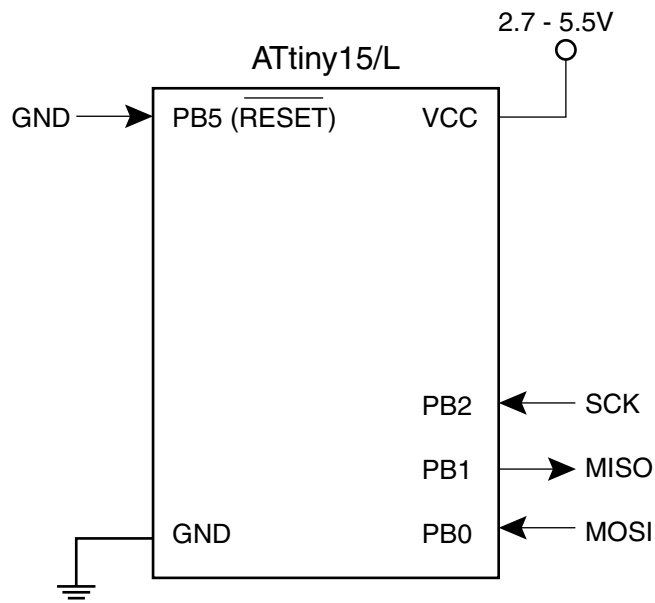 2.7 - 5.5V
ATtiny15/L
GND
PB5 (RESET)
VCC
PB2
SCK
PB1
MISO
GND
PB0
MOSI